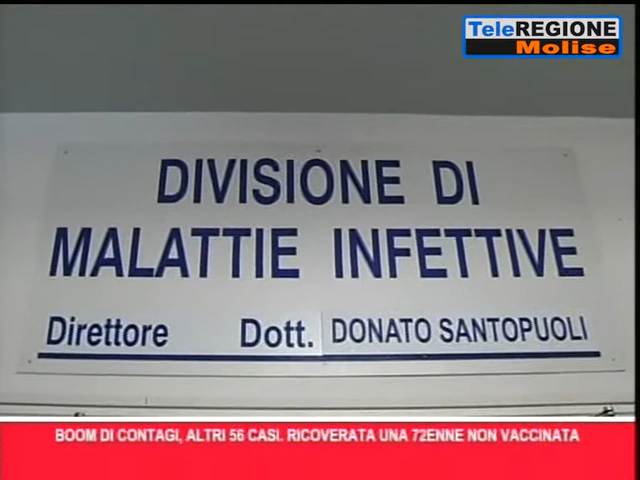 TeleREGIONE
Molise
DIVISIONE DI
MALATTIE INFETTIVE
Direttore Dott. DONATO SANTOPUOLI
BOOM DI CONTAGI, ALTRI 56 CASI. RICOVERATA UNA 72ENNE NON VACCINATA